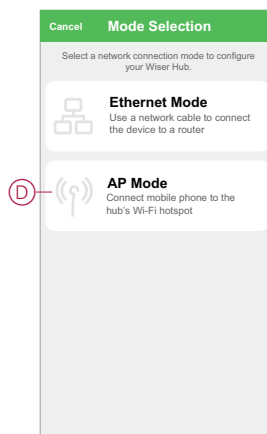 Cancel Mode Selection
Select a network connection mode to configure
your Wiser Hub.
Ethernet Mode
Use a network cable to connect
the device to a router
D
AP Mode
Connect mobile phone to the
hub's Wi-Fi hotspot